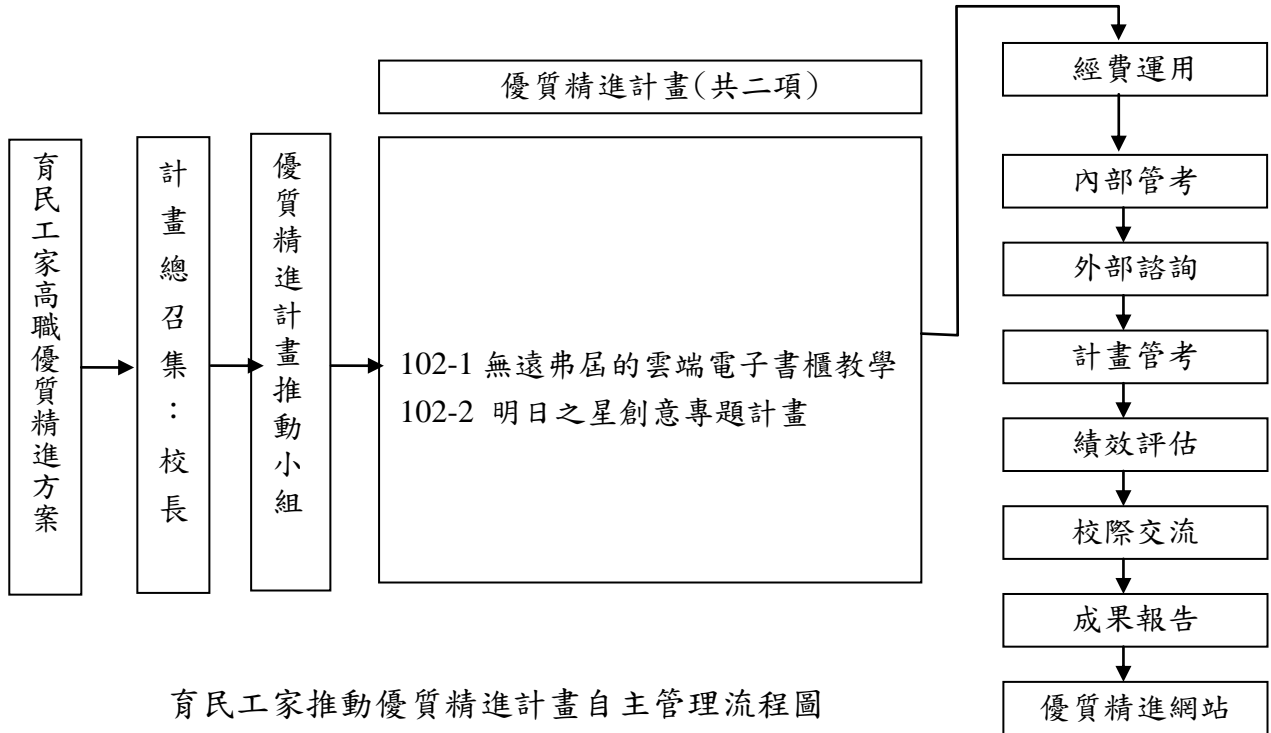 育民工家高職優質精進方案
計畫總召集：校長
優質精進計畫推動小組
優質精進計畫(共二項)
102-1 無遠弗屆的雲端電子書櫃教學
102-2 明日之星創意專題計畫
經費運用
內部管考
外部諮詢
計畫管考
績效評估
校際交流
成果報告
優質精進網站
育民工家推動優質精進計畫自主管理流程圖